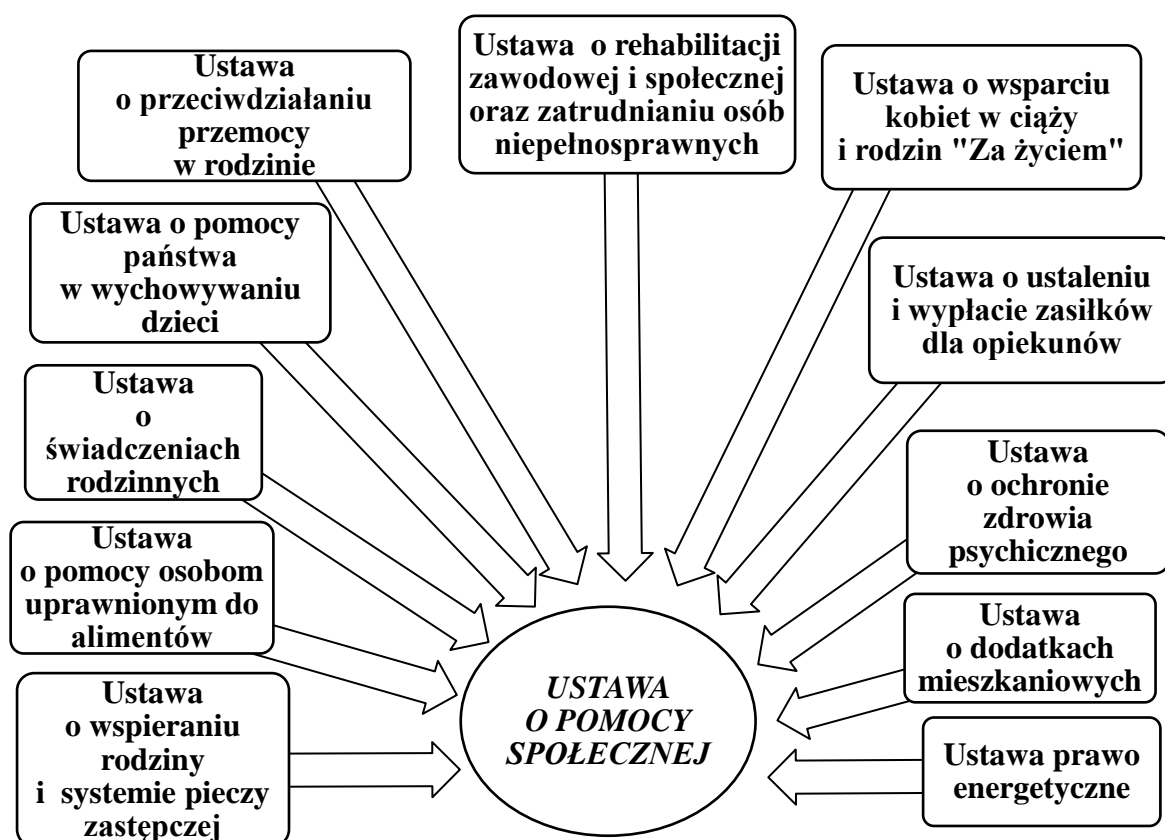 Ustawa
o przeciwdziałaniu
przemocy
w rodzinie
Ustawa o rehabilitacji
zawodowej i społecznej
oraz zatrudnianiu osób
niepełnosprawnych
Ustawa o wsparciu
kobiet w ciąży
i rodzin "Za życiem"
Ustawa o pomocy
państwa
w wychowywaniu
dzieci
Ustawa o ustaleniu
i wypłacie zasiłków
dla opiekunów
Ustawa
o
świadczeniach
rodzinnych
Ustawa
o ochronie
zdrowia
psychicznego
Ustawa
o pomocy osobom
uprawnionym do
alimentów
Ustawa
o dodatkach
mieszkaniowych
Ustawa
o wspieraniu
rodziny
i systemie pieczy
zastępczej
USTAWA
O POMOCY
SPOŁECZNEJ
Ustawa prawo
energetyczne